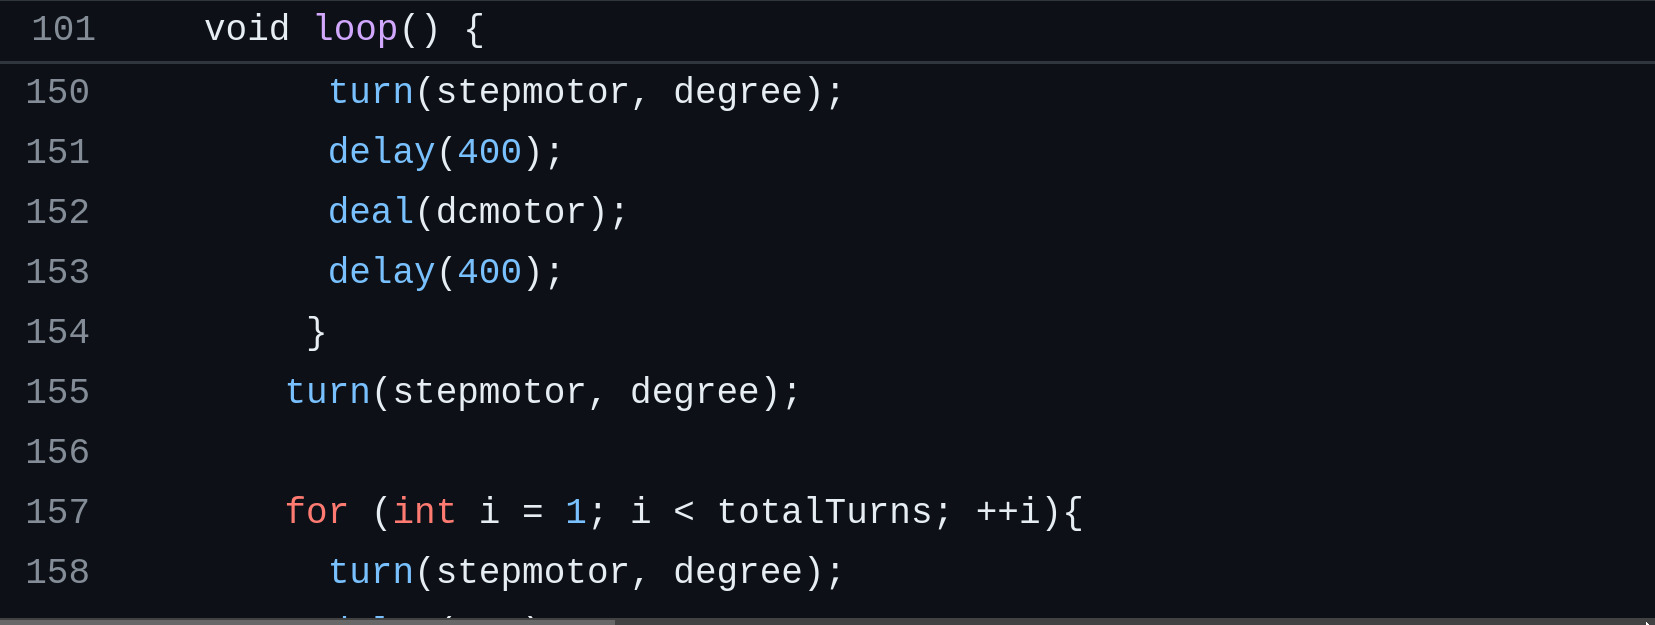 101 void loop() {
150 turn(stepmotor, degree);
151 delay(400);
152 deal(dcmotor);
153 delay(400);
154 }
155 turn(stepmotor, degree);
156
157 for (int i = 1; i < totalTurns; ++i){
158 turn(stepmotor, degree);